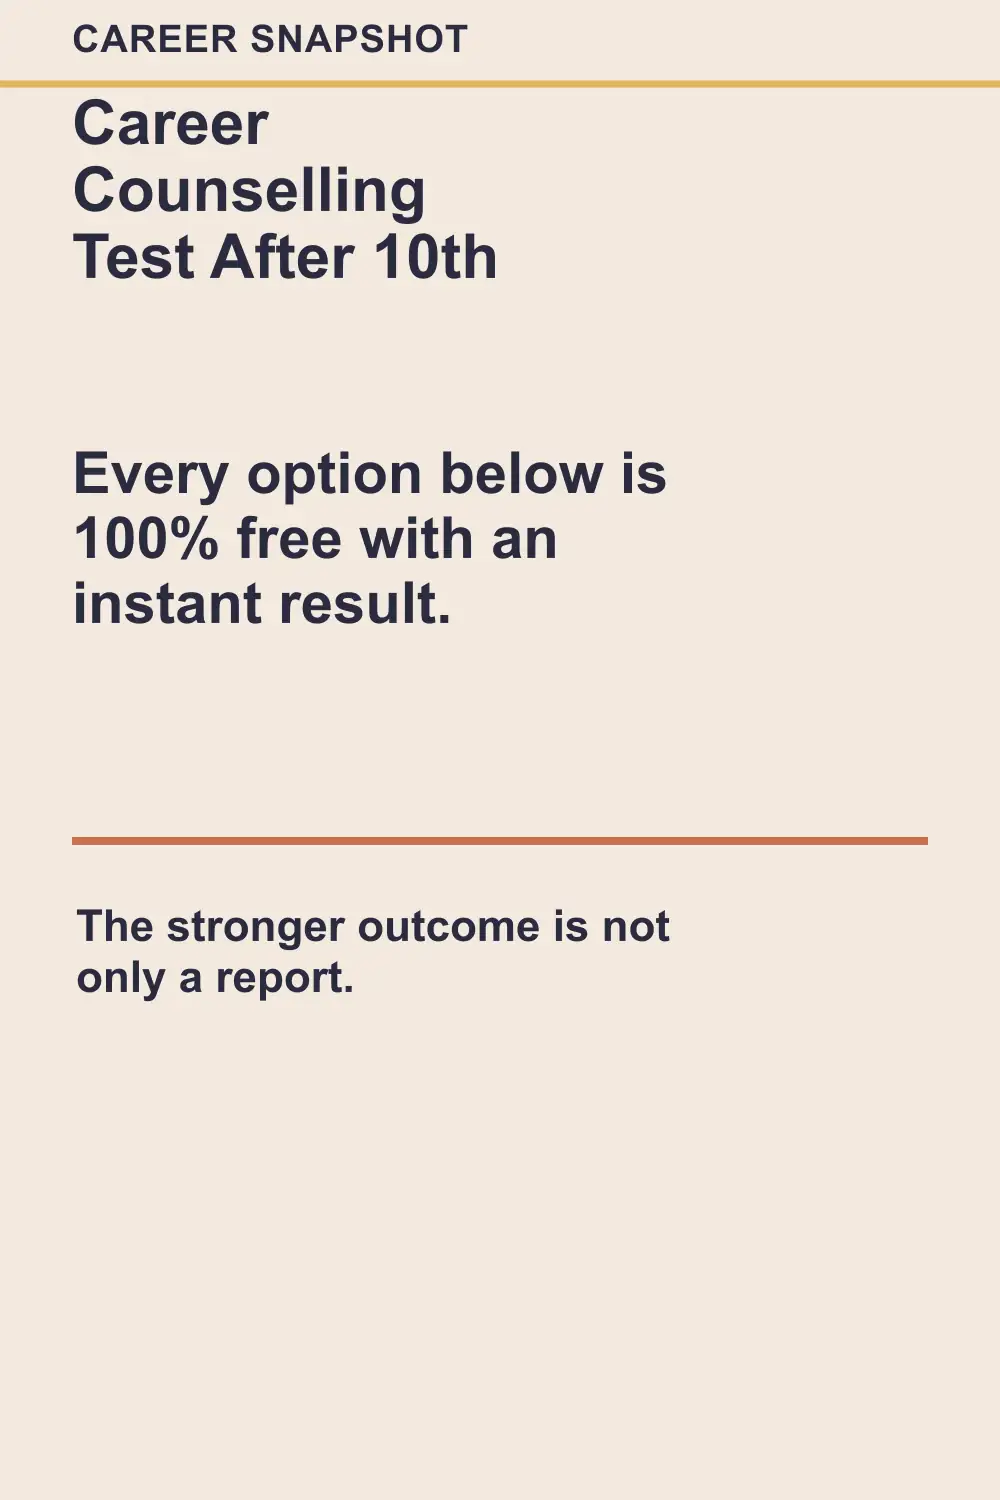 CAREER SNAPSHOT
Career
Counselling
Test After 10th
Every option below is
100% free with an
instant result.
The stronger outcome is not
only a report.